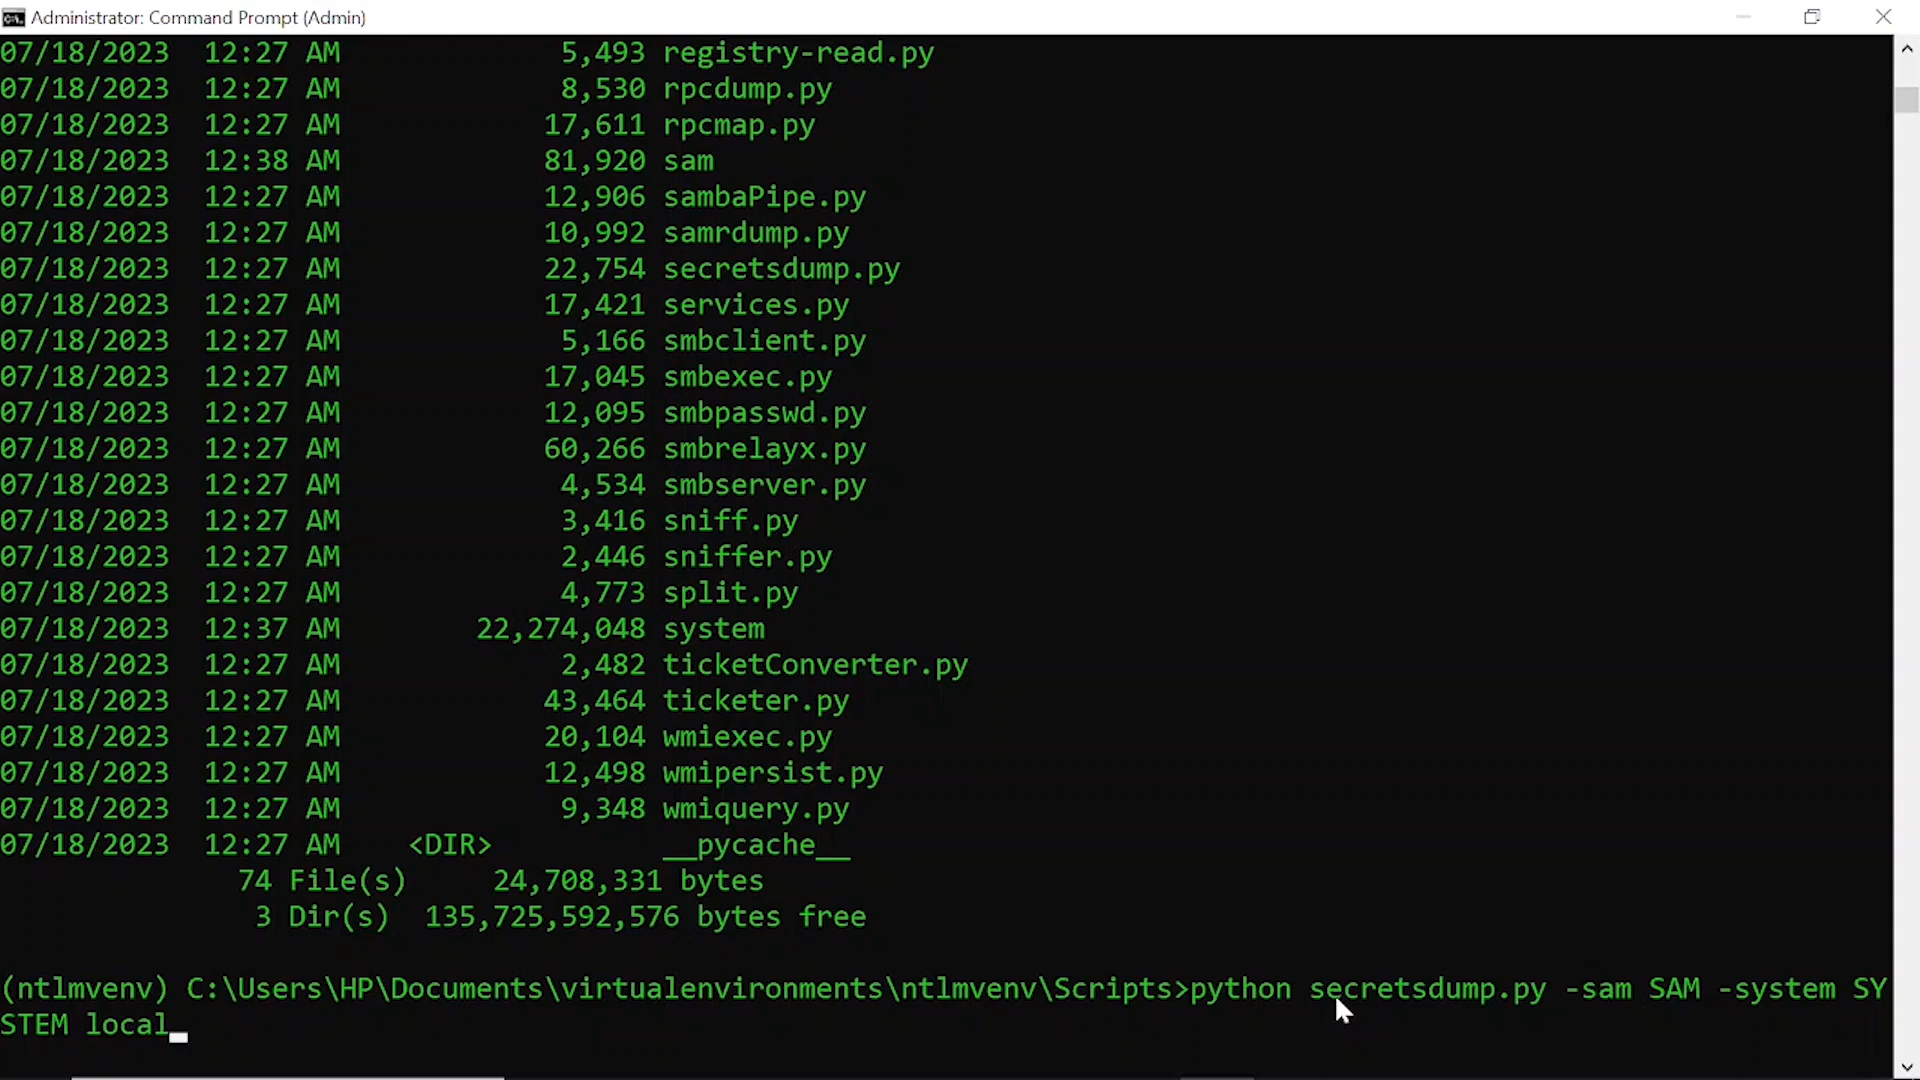 Administrator: Command Prompt (Admin)
07/18/2023  12:27 AM             5,493 registry-read.py
07/18/2023  12:27 AM             8,530 rpcdump.py
07/18/2023  12:27 AM            17,611 rpcmap.py
07/18/2023  12:38 AM            81,920 sam
07/18/2023  12:27 AM            12,906 sambaPipe.py
07/18/2023  12:27 AM            10,992 samrdump.py
07/18/2023  12:27 AM            22,754 secretsdump.py
07/18/2023  12:27 AM            17,421 services.py
07/18/2023  12:27 AM             5,166 smbclient.py
07/18/2023  12:27 AM            17,045 smbexec.py
07/18/2023  12:27 AM            12,095 smbpasswd.py
07/18/2023  12:27 AM            60,266 smbrelayx.py
07/18/2023  12:27 AM             4,534 smbserver.py
07/18/2023  12:27 AM             3,416 sniff.py
07/18/2023  12:27 AM             2,446 sniffer.py
07/18/2023  12:27 AM             4,773 split.py
07/18/2023  12:37 AM        22,274,048 system
07/18/2023  12:27 AM             2,482 ticketConverter.py
07/18/2023  12:27 AM            43,464 ticketer.py
07/18/2023  12:27 AM            20,104 wmiexec.py
07/18/2023  12:27 AM            12,498 wmipersist.py
07/18/2023  12:27 AM             9,348 wmiquery.py
07/18/2023  12:27 AM    <DIR>          __pycache__
74 File(s)     24,708,331 bytes
3 Dir(s)  135,725,592,576 bytes free
(ntlmvenv) C:\Users\HP\Documents\virtualenvironments\ntlmvenv\Scripts>python secretsdump.py -sam SAM -system SY
STEM local